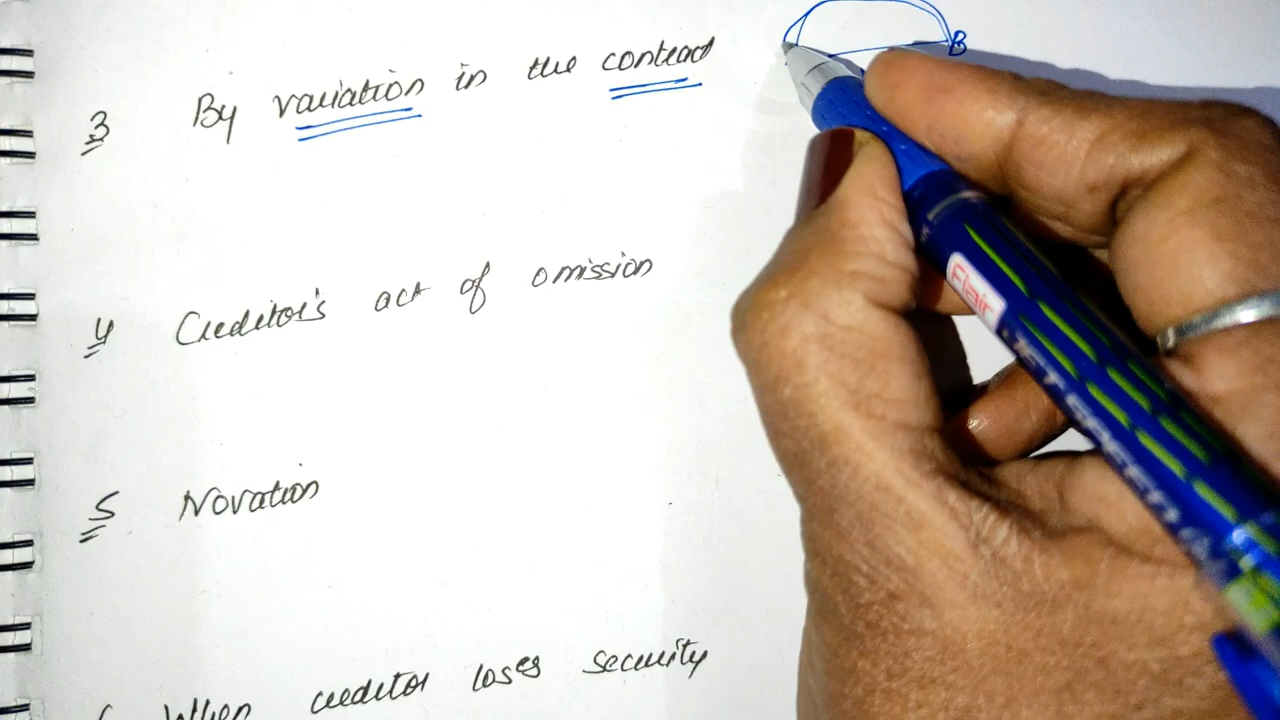 3 By variation in the contract
B
4 Creditor's act of omission
5 Novation
When creditor loses security
Flair